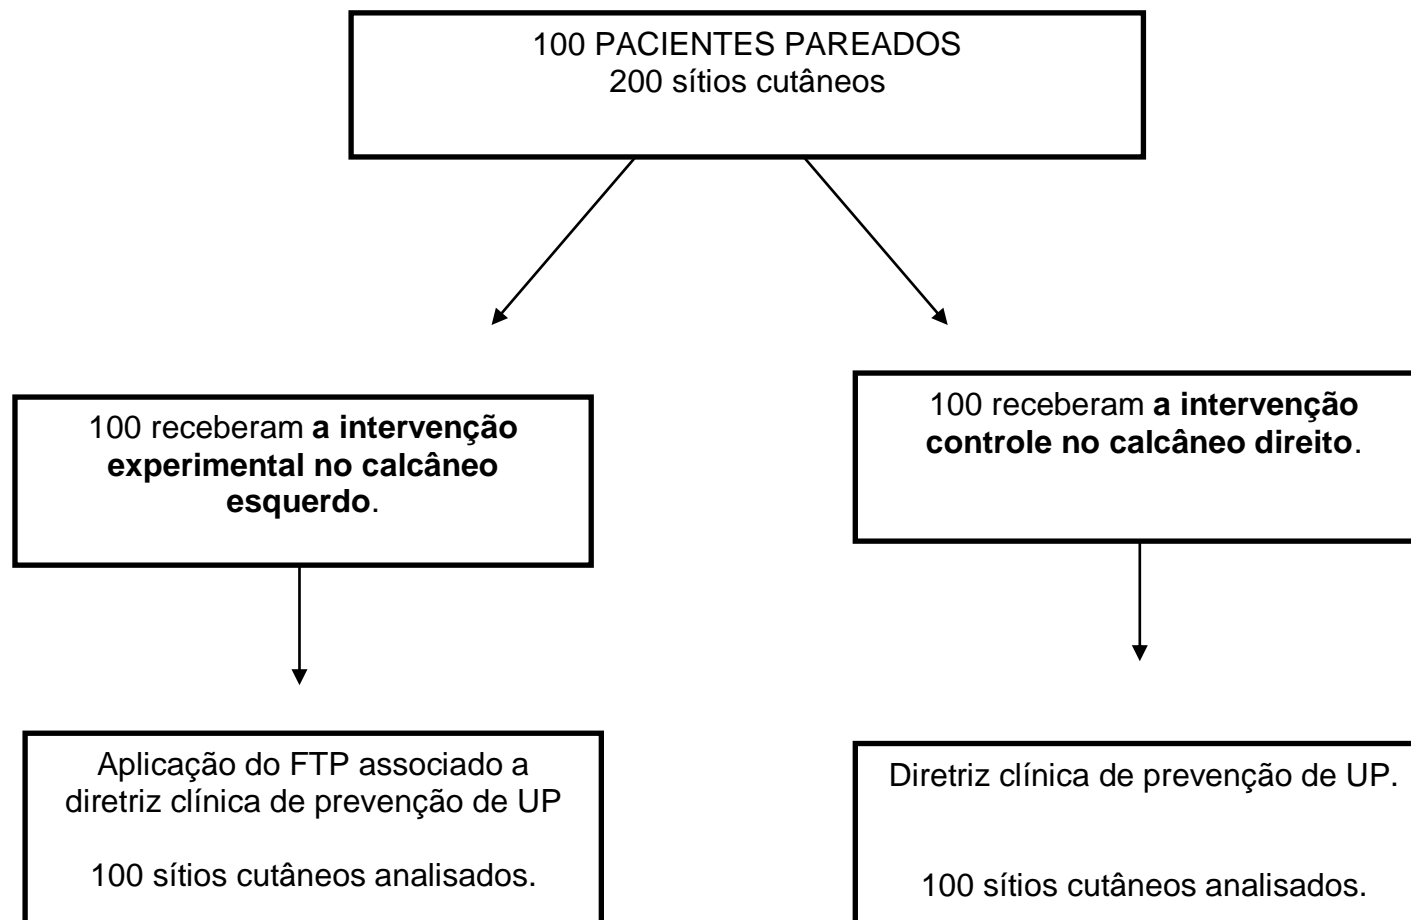 100 PACIENTES PAREADOS
200 sítios cutâneos
100 receberam a intervenção
experimental no calcâneo
esquerdo.
100 receberam a intervenção
controle no calcâneo direito.
Aplicação do FTP associado a
diretriz clínica de prevenção de UP
100 sítios cutâneos analisados.
Diretriz clínica de prevenção de UP.
100 sítios cutâneos analisados.